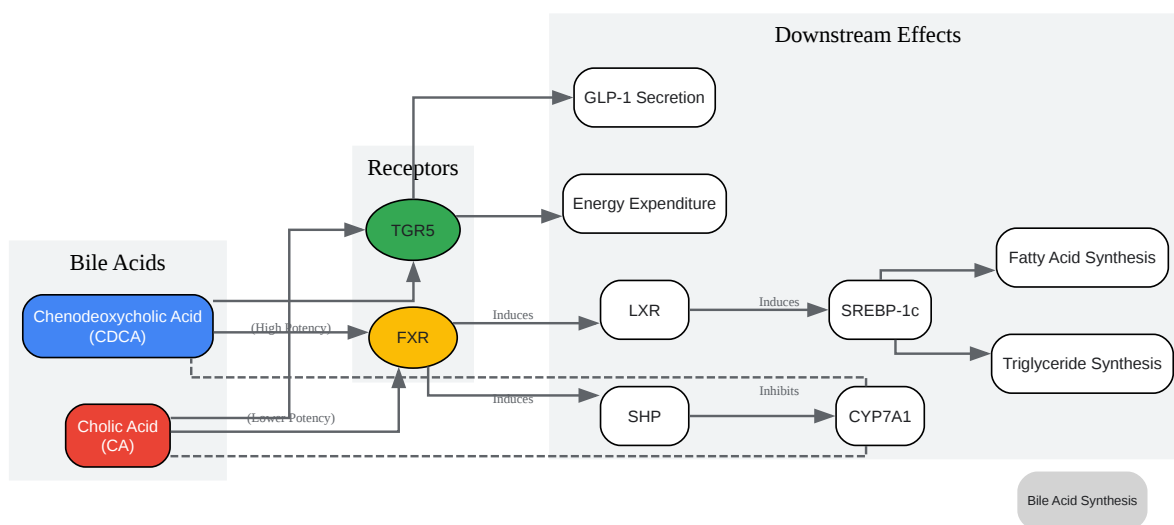 Downstream Effects
GLP-1 Secretion
Receptors
TGR5
Energy Expenditure
Bile Acids
Chenodeoxycholic Acid
(CDCA)
(High Potency)
FXR
Induces
LXR
Induces
SREBP-1c
Fatty Acid Synthesis
Triglyceride Synthesis
Cholic Acid
(CA)
(Lower Potency)
Induces
SHP
Inhibits
CYP7A1
Bile Acid Synthesis